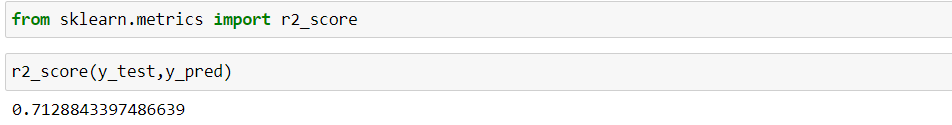 from sklearn.metrics import r2_score
r2_score(y_test,y_pred)
0.7128843397486639